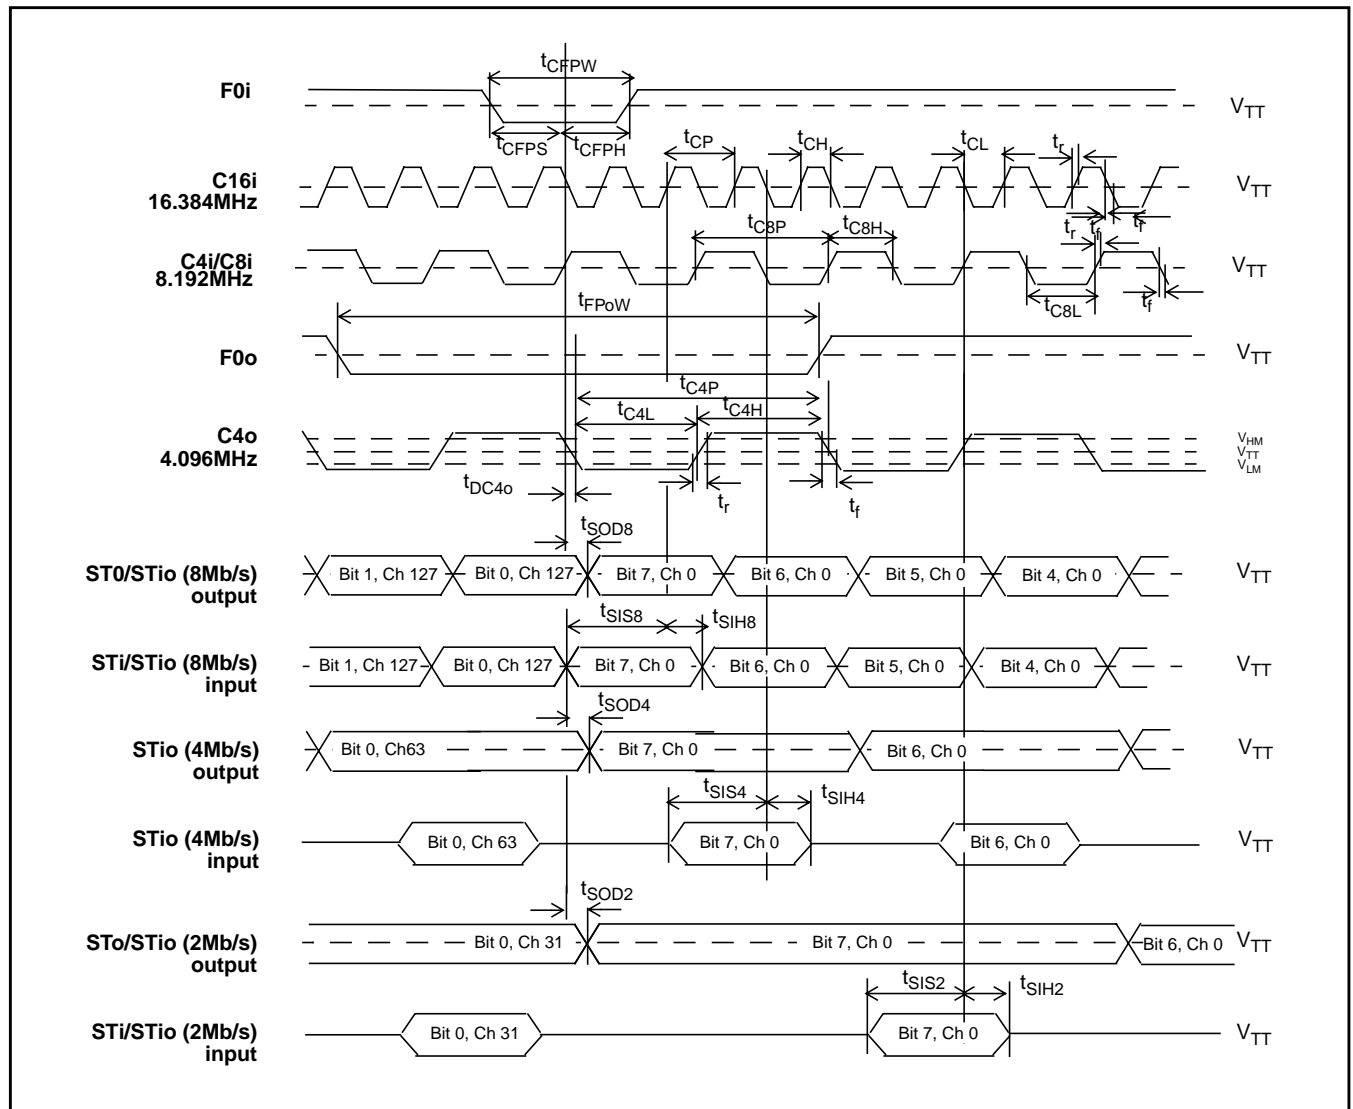 tCFPW
F0i
VTT
tCFPS tCFPH tCP tCH tCL tr
C16i
16.384MHz
VTT
tC8P tC8H tr tf tf
C4i/C8i
8.192MHz
VTT
tFPoW tC8L tf
F0o
VTT
tC4P
tC4L tC4H
C4o
4.096MHz
VHM
VTT
VLM
tDC4o tr tf
tSOD8
ST0/STio (8Mb/s)
output
Bit 1, Ch 127 Bit 0, Ch 127 Bit 7, Ch 0 Bit 6, Ch 0 Bit 5, Ch 0 Bit 4, Ch 0 VTT
tSIS8 tSIH8
STi/STio (8Mb/s)
input
Bit 1, Ch 127 Bit 0, Ch 127 Bit 7, Ch 0 Bit 6, Ch 0 Bit 5, Ch 0 Bit 4, Ch 0 VTT
tSOD4
STio (4Mb/s)
output
Bit 0, Ch63 Bit 7, Ch 0 Bit 6, Ch 0 VTT
tSIS4 tSIH4
STio (4Mb/s)
input
Bit 0, Ch 63 Bit 7, Ch 0 Bit 6, Ch 0 VTT
tSOD2
STo/STio (2Mb/s)
output
Bit 0, Ch 31 Bit 7, Ch 0 Bit 6, Ch 0 VTT
tSIS2 tSIH2
STi/STio (2Mb/s)
input
Bit 0, Ch 31 Bit 7, Ch 0 VTT